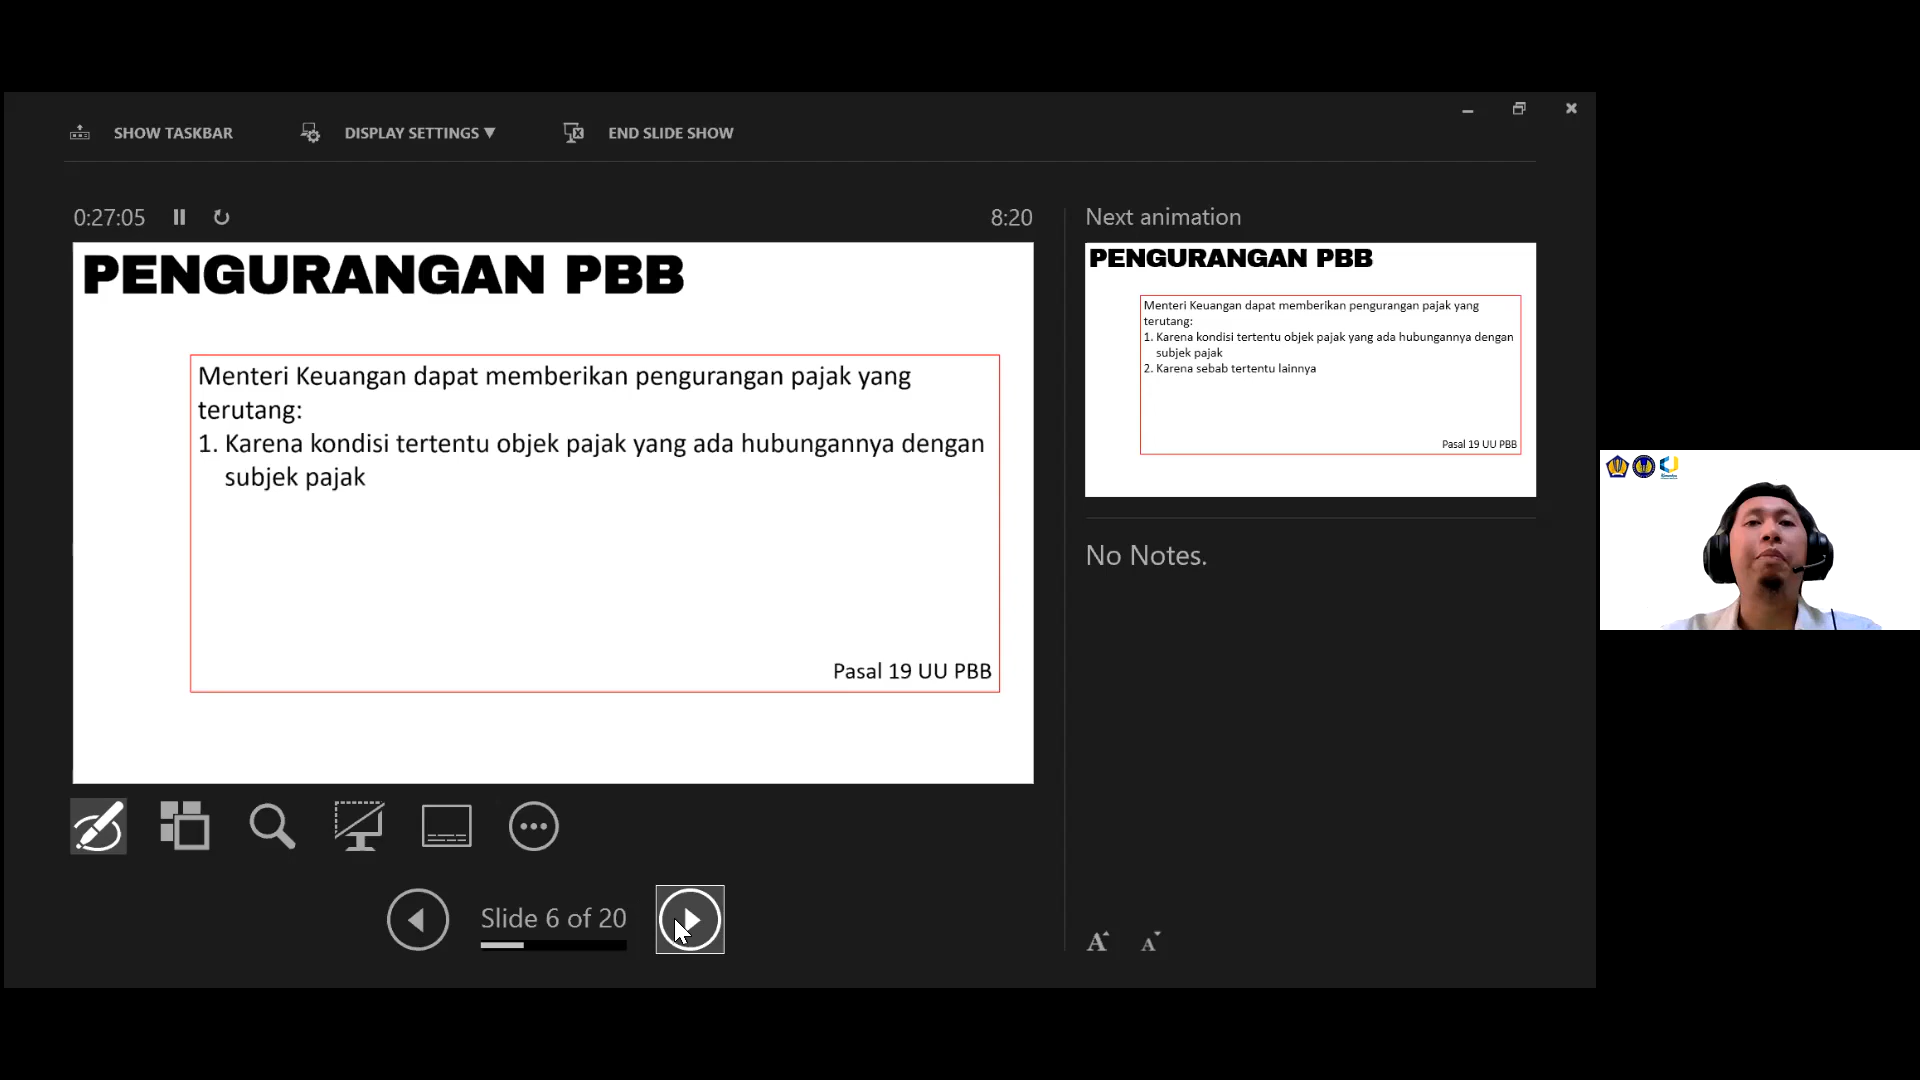 SHOW TASKBAR
DISPLAY SETTINGS ▼
END SLIDE SHOW
0:27:05
8:20
PENGURANGAN PBB
Menteri Keuangan dapat memberikan pengurangan pajak yang
terutang:
1. Karena kondisi tertentu objek pajak yang ada hubungannya dengan
subjek pajak
Pasal 19 UU PBB
Slide 6 of 20
Next animation
PENGURANGAN PBB
Menteri Keuangan dapat memberikan pengurangan pajak yang
terutang:
1. Karena kondisi tertentu objek pajak yang ada hubungannya dengan
subjek pajak
2. Karena sebab tertentu lainnya
Pasal 19 UU PBB
No Notes.
A A